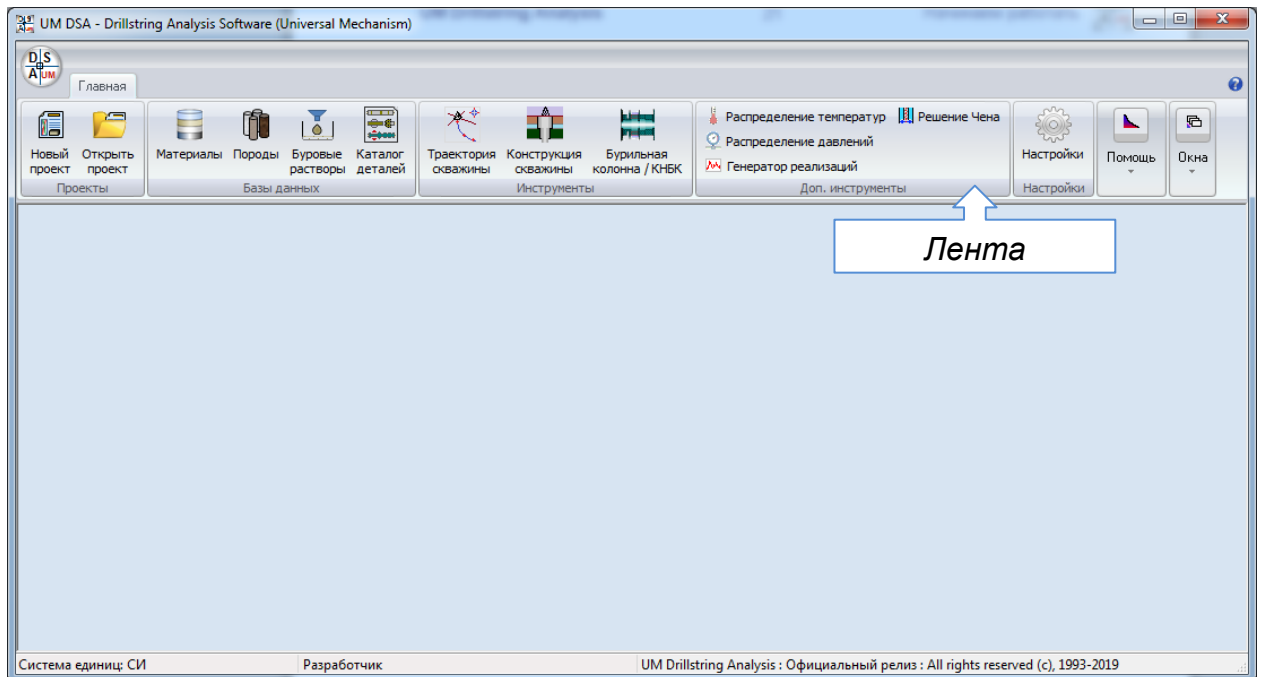 UM DSA - Drillstring Analysis Software (Universal Mechanism)
D S
A UM
Главная
Новый проект
Открыть проект
Материалы
Породы
Буровые растворы
Каталог деталей
Траектория скважины
Конструкция скважины
Бурильная колонна / КНБК
Распределение температур
Решение Чена
Распределение давлений
Генератор реализаций
Настройки
Помощь
Окна
Проекты
Базы данных
Инструменты
Доп. инструменты
Настройки
Лента
Система единиц: СИ
Разработчик
UM Drillstring Analysis : Официальный релиз : All rights reserved (c), 1993-2019